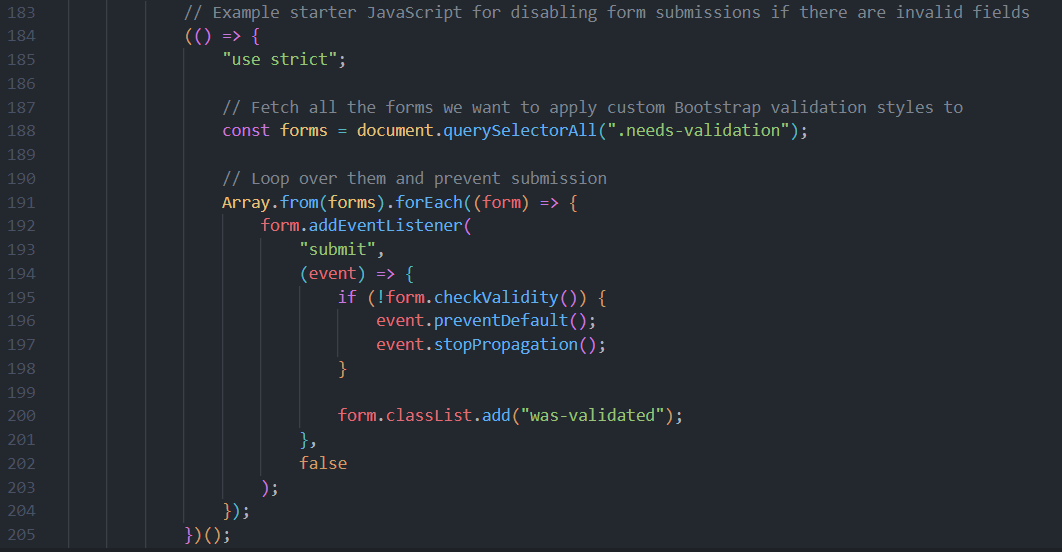 183 // Example starter JavaScript for disabling form submissions if there are invalid fields
184 (() => {
185 "use strict";
186
187 // Fetch all the forms we want to apply custom Bootstrap validation styles to
188 const forms = document.querySelectorAll(".needs-validation");
189
190 // Loop over them and prevent submission
191 Array.from(forms).forEach((form) => {
192 form.addEventListener(
193 "submit",
194 (event) => {
195 if (!form.checkValidity()) {
196 event.preventDefault();
197 event.stopPropagation();
198 }
199
200 form.classList.add("was-validated");
201 },
202 false
203 );
204 });
205 })();